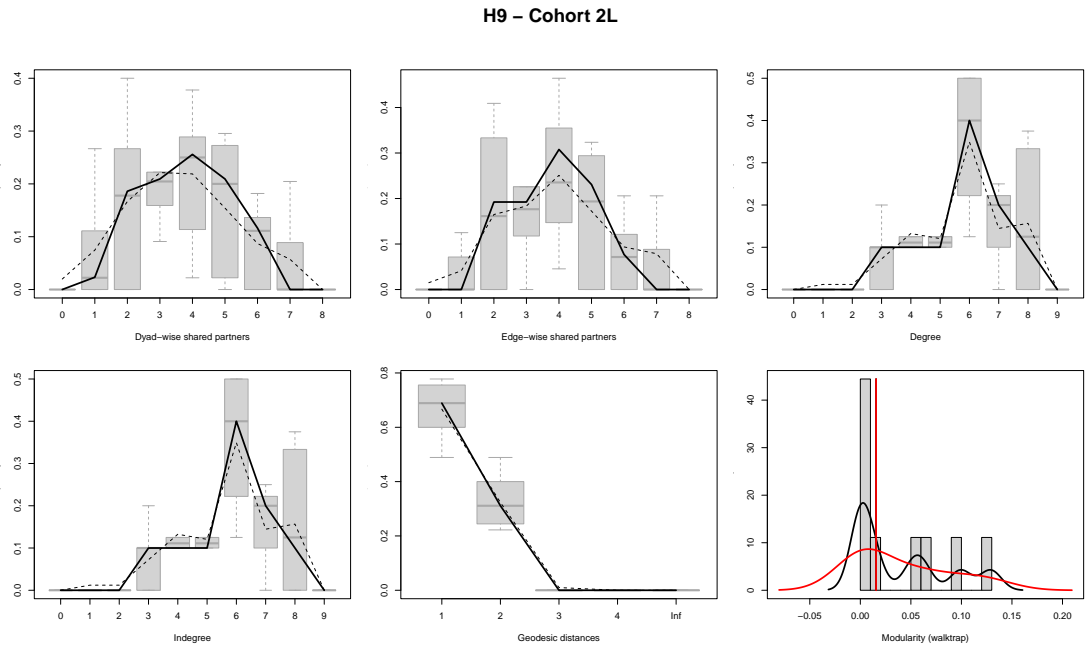 H9 – Cohort 2L
0.0 0.1 0.2 0.3 0.4
0 1 2 3 4 5 6 7 8
Dyad−wise shared partners
0.0 0.1 0.2 0.3 0.4
0 1 2 3 4 5 6 7 8
Edge−wise shared partners
0.0 0.1 0.2 0.3 0.4 0.5
0 1 2 3 4 5 6 7 8 9
Degree
0.0 0.1 0.2 0.3 0.4 0.5
0 1 2 3 4 5 6 7 8 9
Indegree
0.0 0.2 0.4 0.6 0.8
1 2 3 4 Inf
Geodesic distances
0 10 20 30 40
−0.05 0.00 0.05 0.10 0.15 0.20
Modularity (walktrap)